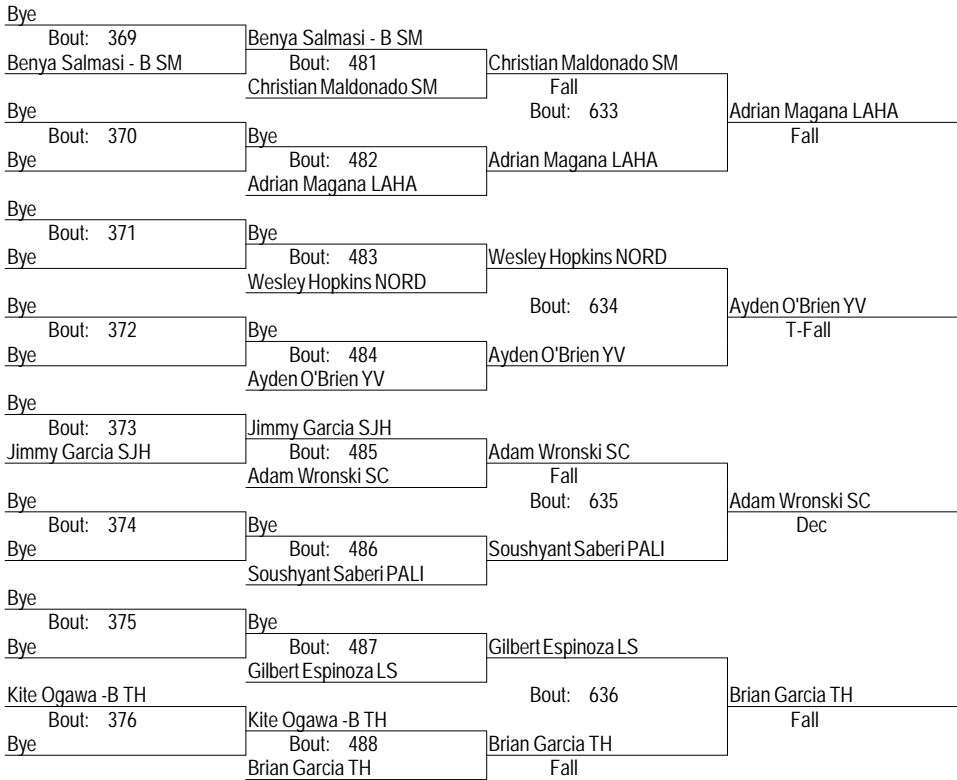 Bye
Bout: 369
Benya Salmasi - B SM
Benya Salmasi - B SM
Bout: 481
Christian Maldonado SM
Christian Maldonado SM
Fall
Bout: 633
Adrian Magana LAHA
Fall
Bye
Bout: 370
Bye
Bye
Bout: 482
Adrian Magana LAHA
Adrian Magana LAHA
Bye
Bout: 371
Bye
Bye
Bout: 483
Wesley Hopkins NORD
Wesley Hopkins NORD
Bout: 634
Ayden O'Brien YV
T-Fall
Bye
Bout: 372
Bye
Bye
Bout: 484
Ayden O'Brien YV
Ayden O'Brien YV
Bye
Bout: 373
Jimmy Garcia SJH
Jimmy Garcia SJH
Bout: 485
Adam Wronski SC
Adam Wronski SC
Fall
Bout: 635
Adam Wronski SC
Dec
Bye
Bout: 374
Bye
Bye
Bout: 486
Soushyant Saberi PALI
Soushyant Saberi PALI
Bye
Bout: 375
Bye
Bye
Bout: 487
Gilbert Espinoza LS
Gilbert Espinoza LS
Bout: 636
Brian Garcia TH
Fall
Kite Ogawa -B TH
Bout: 376
Bye
Kite Ogawa -B TH
Bout: 488
Brian Garcia TH
Brian Garcia TH
Fall